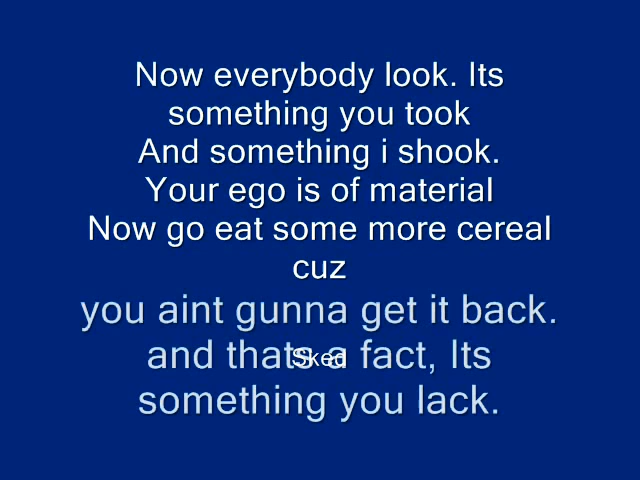 Now everybody look. Its
something you took
And something i shook.
Your ego is of material
Now go eat some more cereal
cuz
you aint gunna get it back.
and thats a fact, Its
Sked
something you lack.